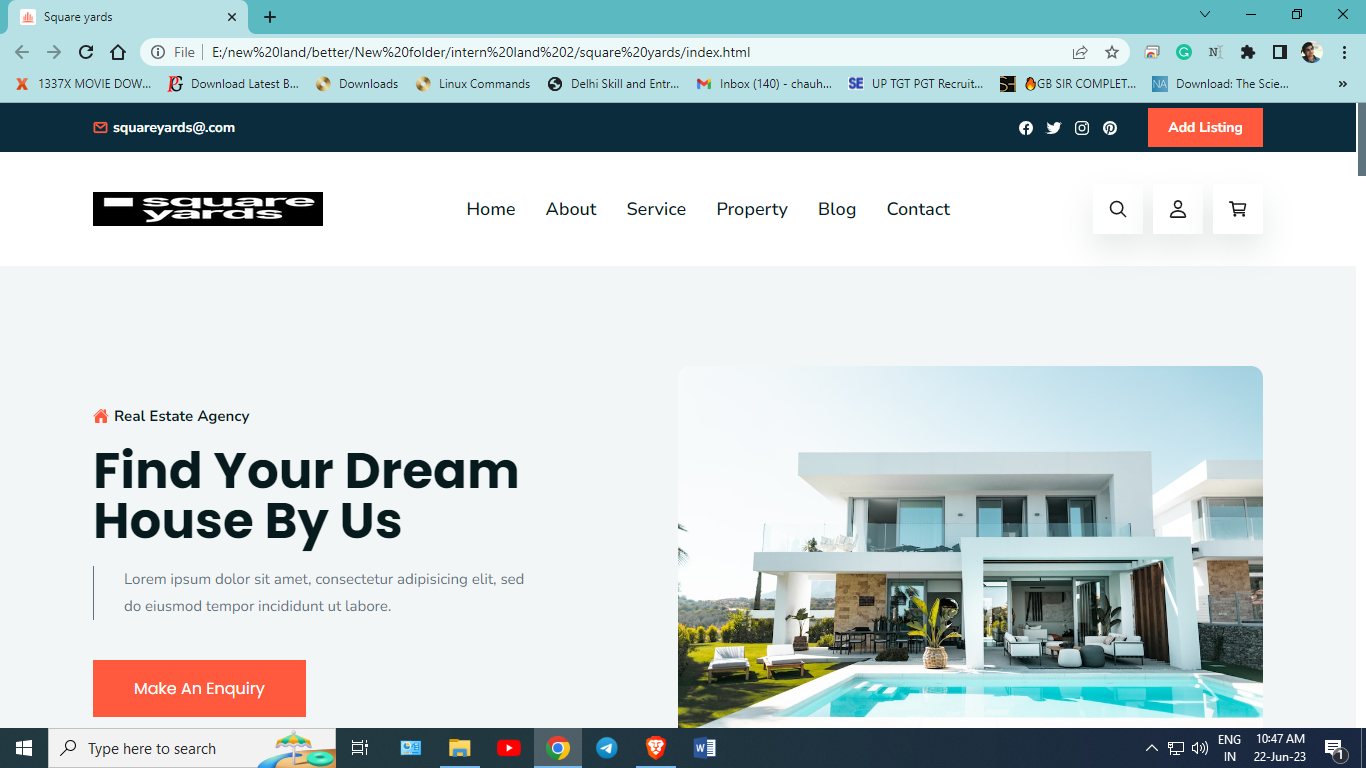 Square yards
File
E:/new%20land/better/New%20folder/intern%20land%202/square%20yards/index.html
1337X MOVIE DOW...
Download Latest B...
Downloads
Linux Commands
Delhi Skill and Entr...
Inbox (140) - chauh...
SE
UP TGT PGT Recruit...
GB SIR COMPLET...
NA
Download: The Scie...
»
squareyards@.com
Add Listing
square
yards
Home
About
Service
Property
Blog
Contact
Real Estate Agency
Find Your Dream
House By Us
Lorem ipsum dolor sit amet, consectetur adipisicing elit, sed
do eiusmod tempor incididunt ut labore.
Make An Enquiry
Type here to search
ENG
IN
10:47 AM
22-Jun-23
1